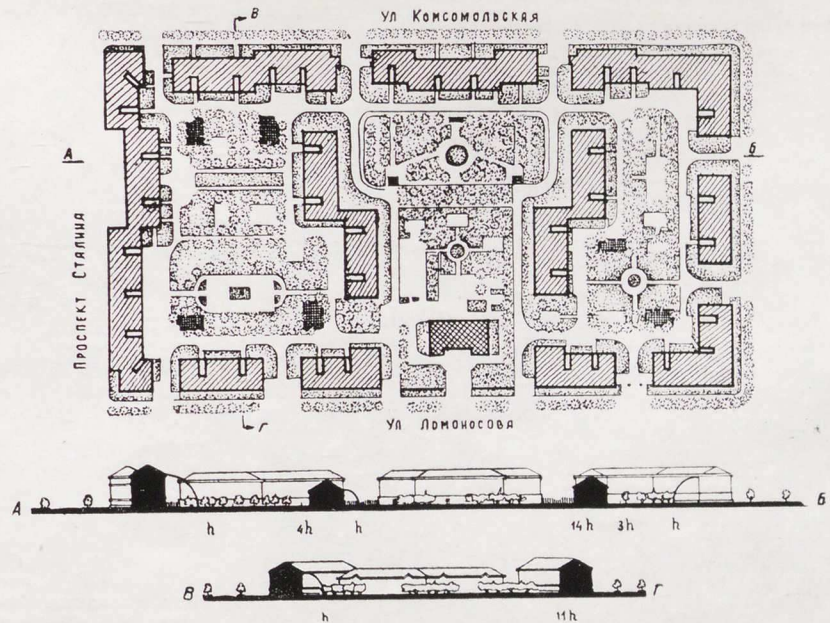 В
ул Комсомольская
А
Б
Проспект Сталина
Г
ул Ломоносова
А
Б
h 4h h 14h 3h h
В
Г
h 11h